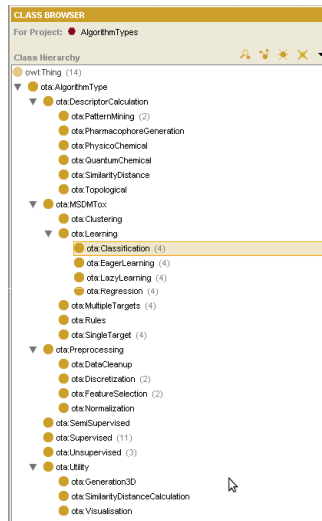 CLASS BROWSER
For Project: AlgorithmTypes
Class Hierarchy
owl:Thing (14)
ota:AlgorithmType
ota:DescriptorCalculation
ota:PatternMining (2)
ota:PharmacophoreGeneration
ota:PhysicoChemical
ota:QuantumChemical
ota:SimilarityDistance
ota:Topological
ota:MSDMTox
ota:Clustering
ota:Learning
ota:Classification (4)
ota:EagerLearning (4)
ota:LazyLearning (4)
ota:Regression (4)
ota:MultipleTargets (4)
ota:Rules
ota:SingleTarget (4)
ota:Preprocessing
ota:DataCleanup
ota:Discretization (2)
ota:FeatureSelection (2)
ota:Normalization
ota:SemiSupervised
ota:Supervised (11)
ota:Unsupervised (3)
ota:Utility
ota:Generation3D
ota:SimilarityDistanceCalculation
ota:Visualisation